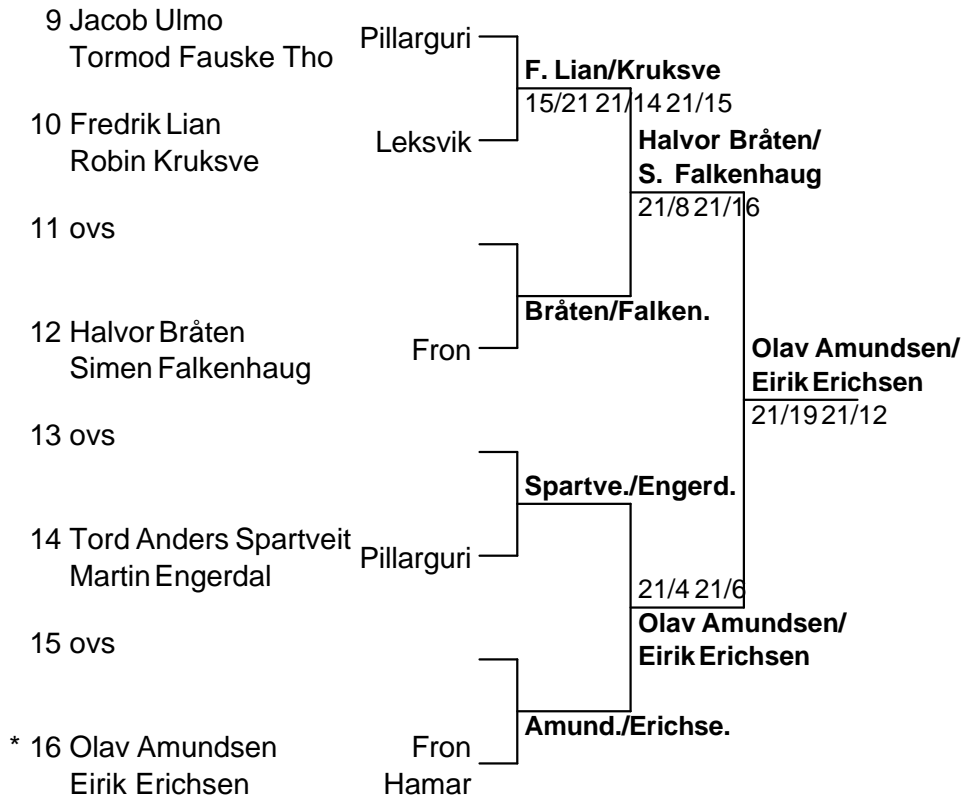 9 Jacob Ulmo Pillarguri
Tormod Fauske Tho
F. Lian/Kruksve
15/21 21/14 21/15
10 Fredrik Lian Leksvik
Robin Kruksve
Halvor Bråten/
S. Falkenhaug
21/8 21/16
11 ovs
Bråten/Falken.
12 Halvor Bråten Fron
Simen Falkenhaug
Olav Amundsen/
Eirik Erichsen
21/19 21/12
13 ovs
Spartve./Engerd.
14 Tord Anders Spartveit Pillarguri
Martin Engerdal
21/4 21/6
Olav Amundsen/
Eirik Erichsen
15 ovs
Amund./Erichse.
* 16 Olav Amundsen Fron
Eirik Erichsen Hamar